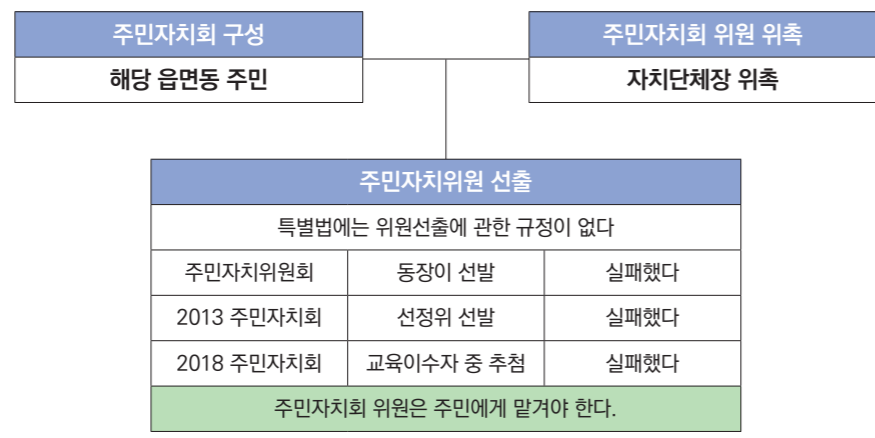 주민자치회 구성
해당 읍면동 주민
주민자치회 위원 위촉
자치단체장 위촉
주민자치위원 선출
특별법에는 위원선출에 관한 규정이 없다
주민자치위원회 동장이 선발 실패했다
2013 주민자치회 선정위 선발 실패했다
2018 주민자치회 교육이수자 중 추첨 실패했다
주민자치회 위원은 주민에게 맡겨야 한다.